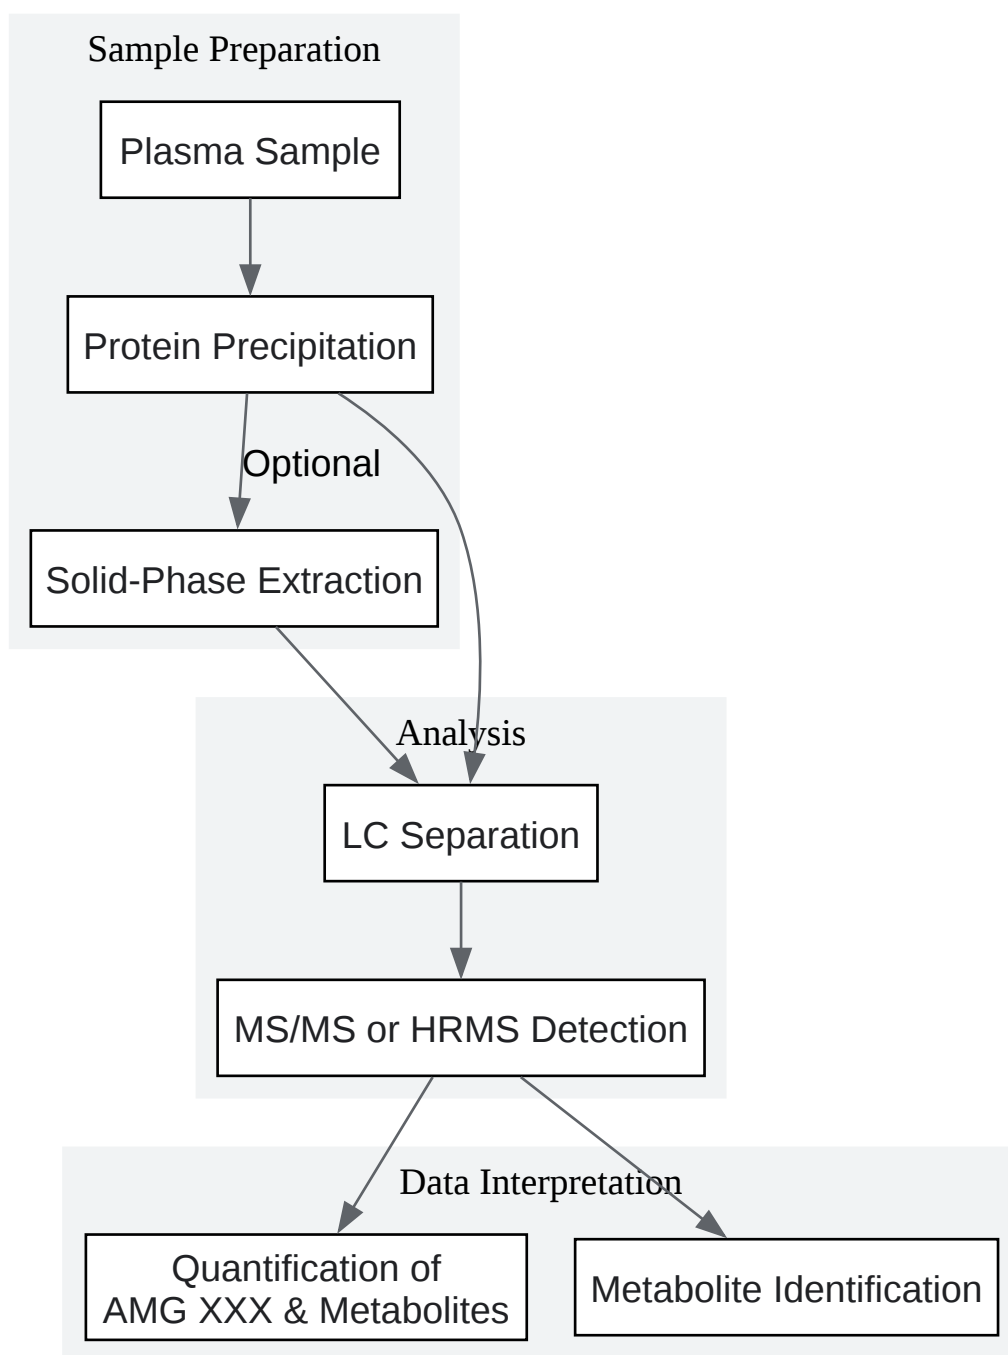 Sample Preparation
Plasma Sample
Protein Precipitation
Optional
Solid-Phase Extraction
Analysis
LC Separation
MS/MS or HRMS Detection
Data Interpretation
Quantification of
AMG XXX & Metabolites
Metabolite Identification